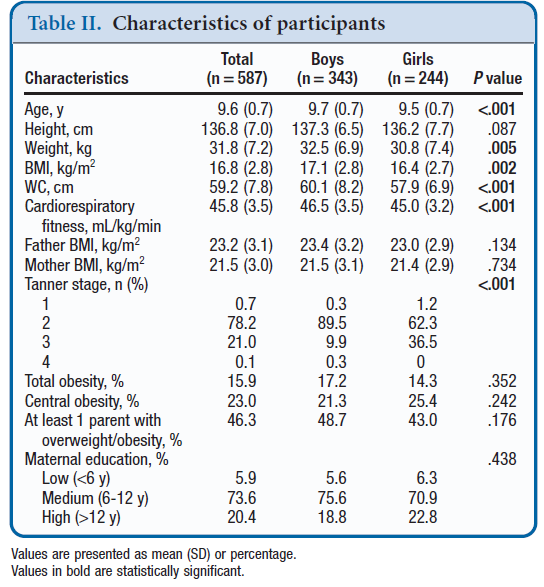 Table II. Characteristics of participants
Characteristics Total (n = 587) Boys (n = 343) Girls (n = 244) P value
Age, y 9.6 (0.7) 9.7 (0.7) 9.5 (0.7) <.001
Height, cm 136.8 (7.0) 137.3 (6.5) 136.2 (7.7) .087
Weight, kg 31.8 (7.2) 32.5 (6.9) 30.8 (7.4) .005
BMI, kg/m² 16.8 (2.8) 17.1 (2.8) 16.4 (2.7) .002
WC, cm 59.2 (7.8) 60.1 (8.2) 57.9 (6.9) <.001
Cardiorespiratory 45.8 (3.5) 46.5 (3.5) 45.0 (3.2) <.001
fitness, mL/kg/min
Father BMI, kg/m² 23.2 (3.1) 23.4 (3.2) 23.0 (2.9) .134
Mother BMI, kg/m² 21.5 (3.0) 21.5 (3.1) 21.4 (2.9) .734
Tanner stage, n (%) <.001
1 0.7 0.3 1.2
2 78.2 89.5 62.3
3 21.0 9.9 36.5
4 0.1 0.3 0
Total obesity, % 15.9 17.2 14.3 .352
Central obesity, % 23.0 21.3 25.4 .242
At least 1 parent with 46.3 48.7 43.0 .176
overweight/obesity, %
Maternal education, % .438
Low (<6 y) 5.9 5.6 6.3
Medium (6-12 y) 73.6 75.6 70.9
High (>12 y) 20.4 18.8 22.8
Values are presented as mean (SD) or percentage.
Values in bold are statistically significant.